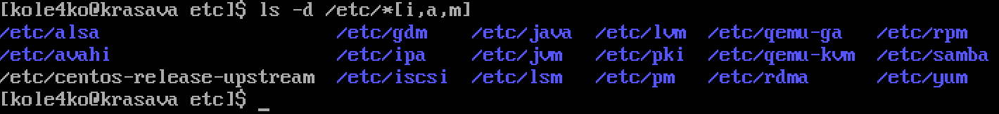 [kole4ko@krasava etc]$ ls -d /etc/*[i,a,m]
/etc/alsa /etc/gdm /etc/java /etc/lvm /etc/qemu-ga /etc/rpm
/etc/avahi /etc/ipa /etc/jvm /etc/pki /etc/qemu-kvm /etc/samba
/etc/centos-release-upstream /etc/iscsi /etc/lsm /etc/pm /etc/rdma /etc/yum
[kole4ko@krasava etc]$ _